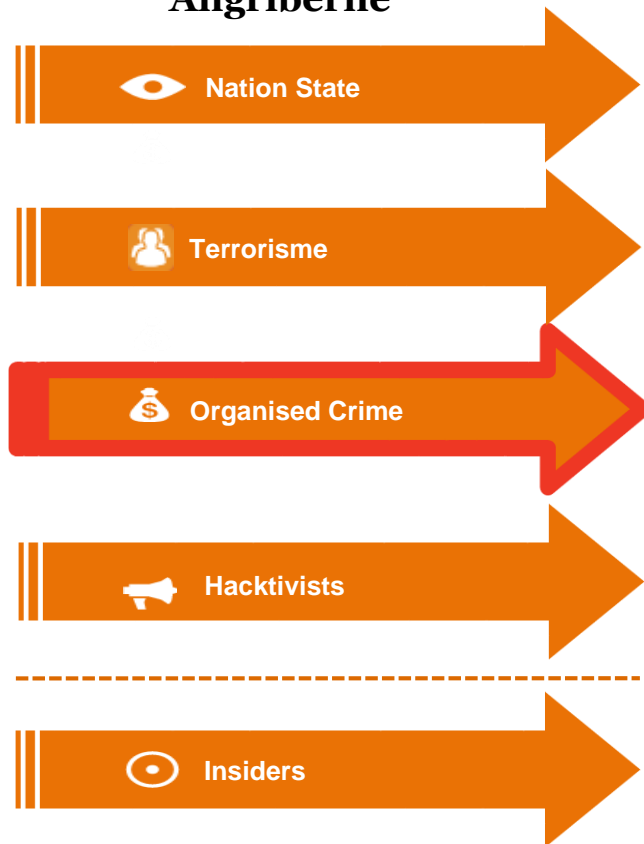 Angriberne
Nation State
Terrorisme
Organised Crime
Hacktivists
Insiders